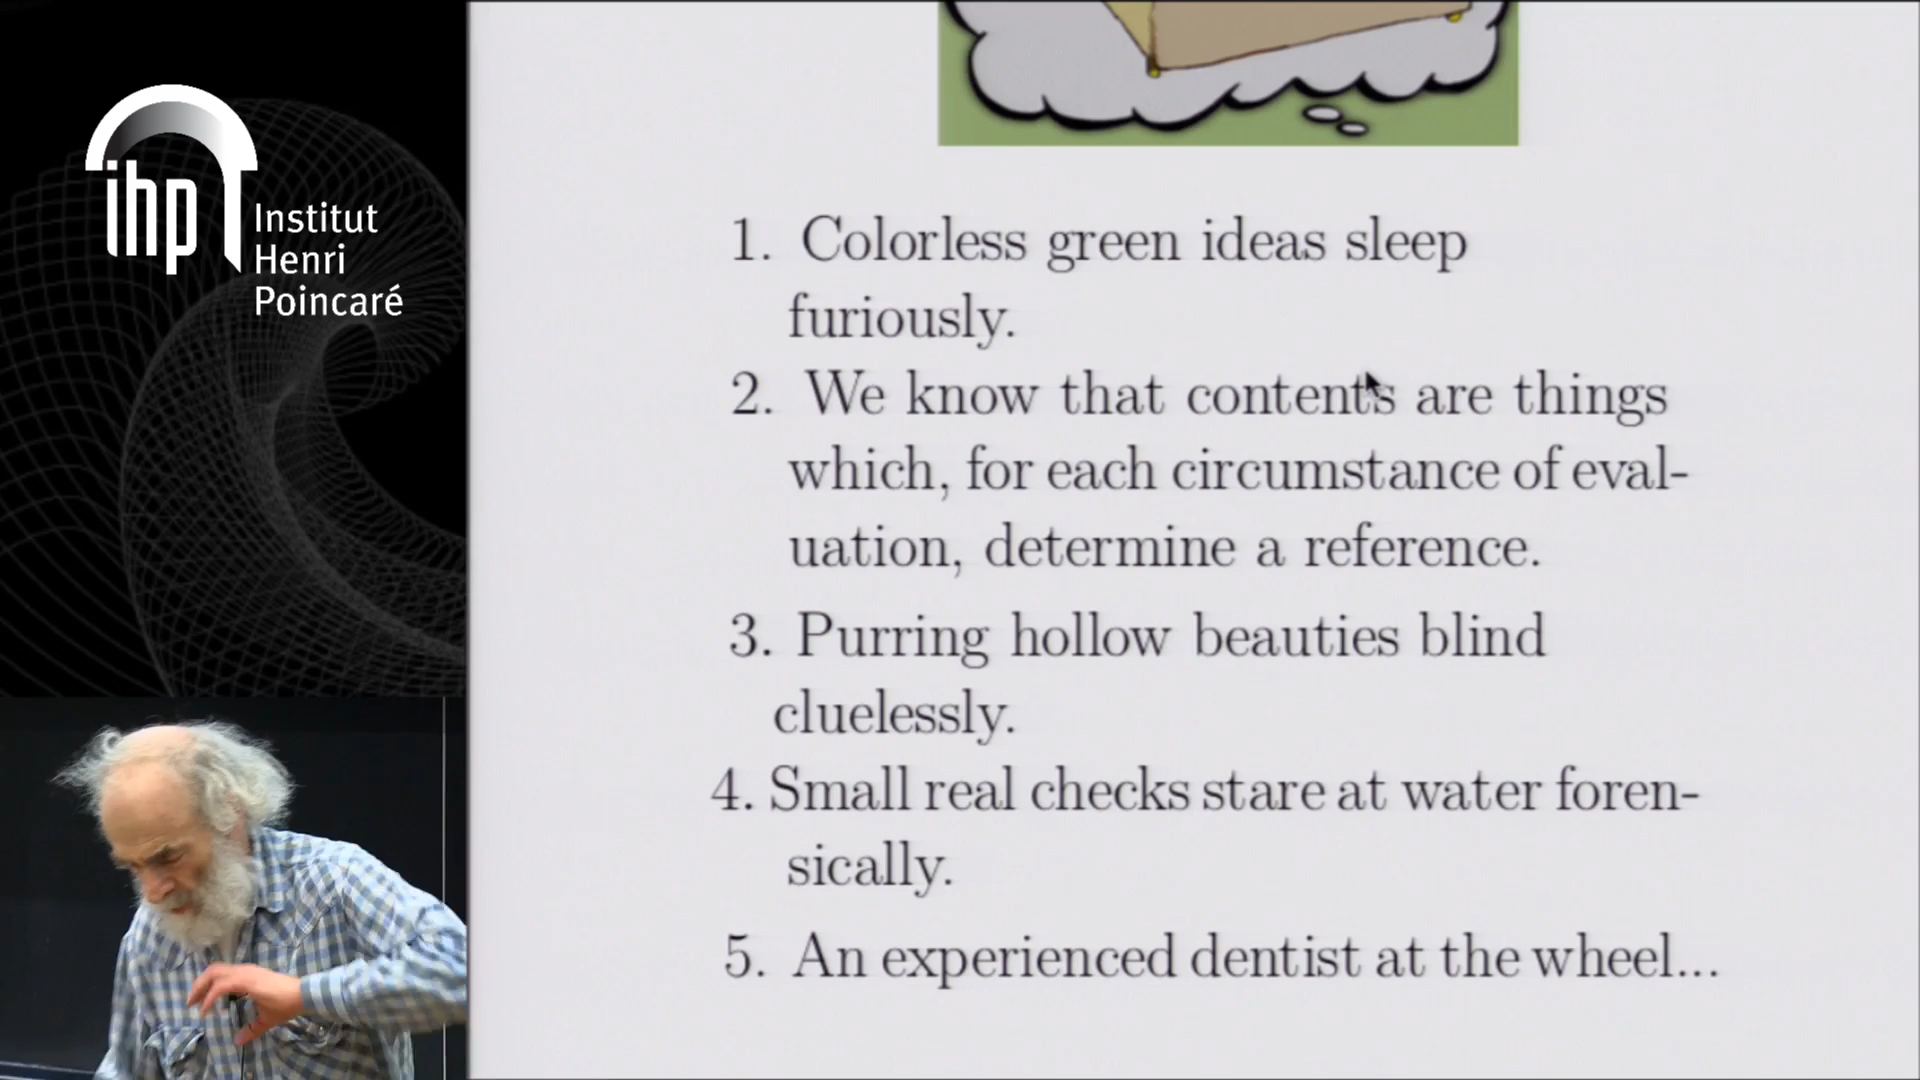 ihp
Institut
Henri
Poincaré
1. Colorless green ideas sleep
furiously.
2. We know that contents are things
which, for each circumstance of eval-
uation, determine a reference.
3. Purring hollow beauties blind
cluelessly.
4. Small real checks stare at water foren-
sically.
5. An experienced dentist at the wheel...